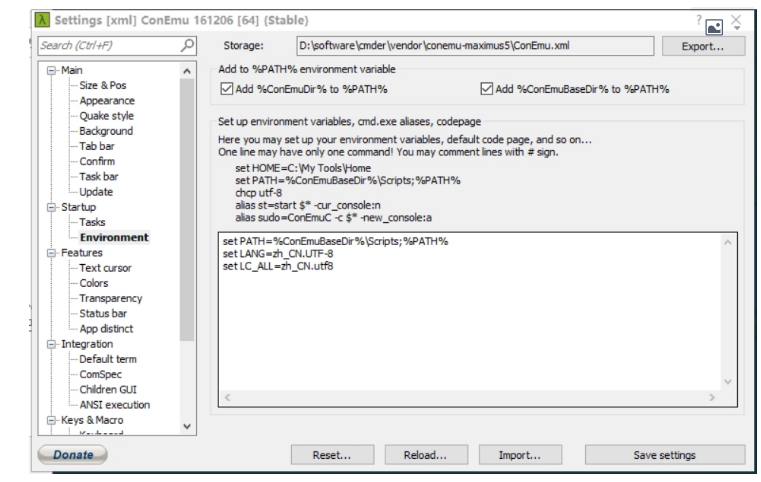 λ Settings [xml] ConEmu 161206 [64] {Stable}
?
Search (Ctrl+F)
Storage:
D:\software\cmder\vendor\conemu-maximus5\ConEmu.xml
Export...
Main
Size & Pos
Appearance
Quake style
Background
Tab bar
Confirm
Task bar
Update
Startup
Tasks
Environment
Features
Text cursor
Colors
Transparency
Status bar
App distinct
Integration
Default term
ComSpec
Children GUI
ANSI execution
Keys & Macro
Add to %PATH% environment variable
Add %ConEmuDir% to %PATH%
Add %ConEmuBaseDir% to %PATH%
Set up environment variables, cmd.exe aliases, codepage
Here you may set up your environment variables, default code page, and so on...
One line may have only one command! You may comment lines with # sign.
set HOME=C:\My Tools\Home
set PATH=%ConEmuBaseDir%\Scripts;%PATH%
chcp utf-8
alias st=start $* -cur_console:n
alias sudo=ConEmuC -c $* -new_console:a
set PATH=%ConEmuBaseDir%\Scripts;%PATH%
set LANG=zh_CN.UTF-8
set LC_ALL=zh_CN.utf8
Donate
Reset...
Reload...
Import...
Save settings